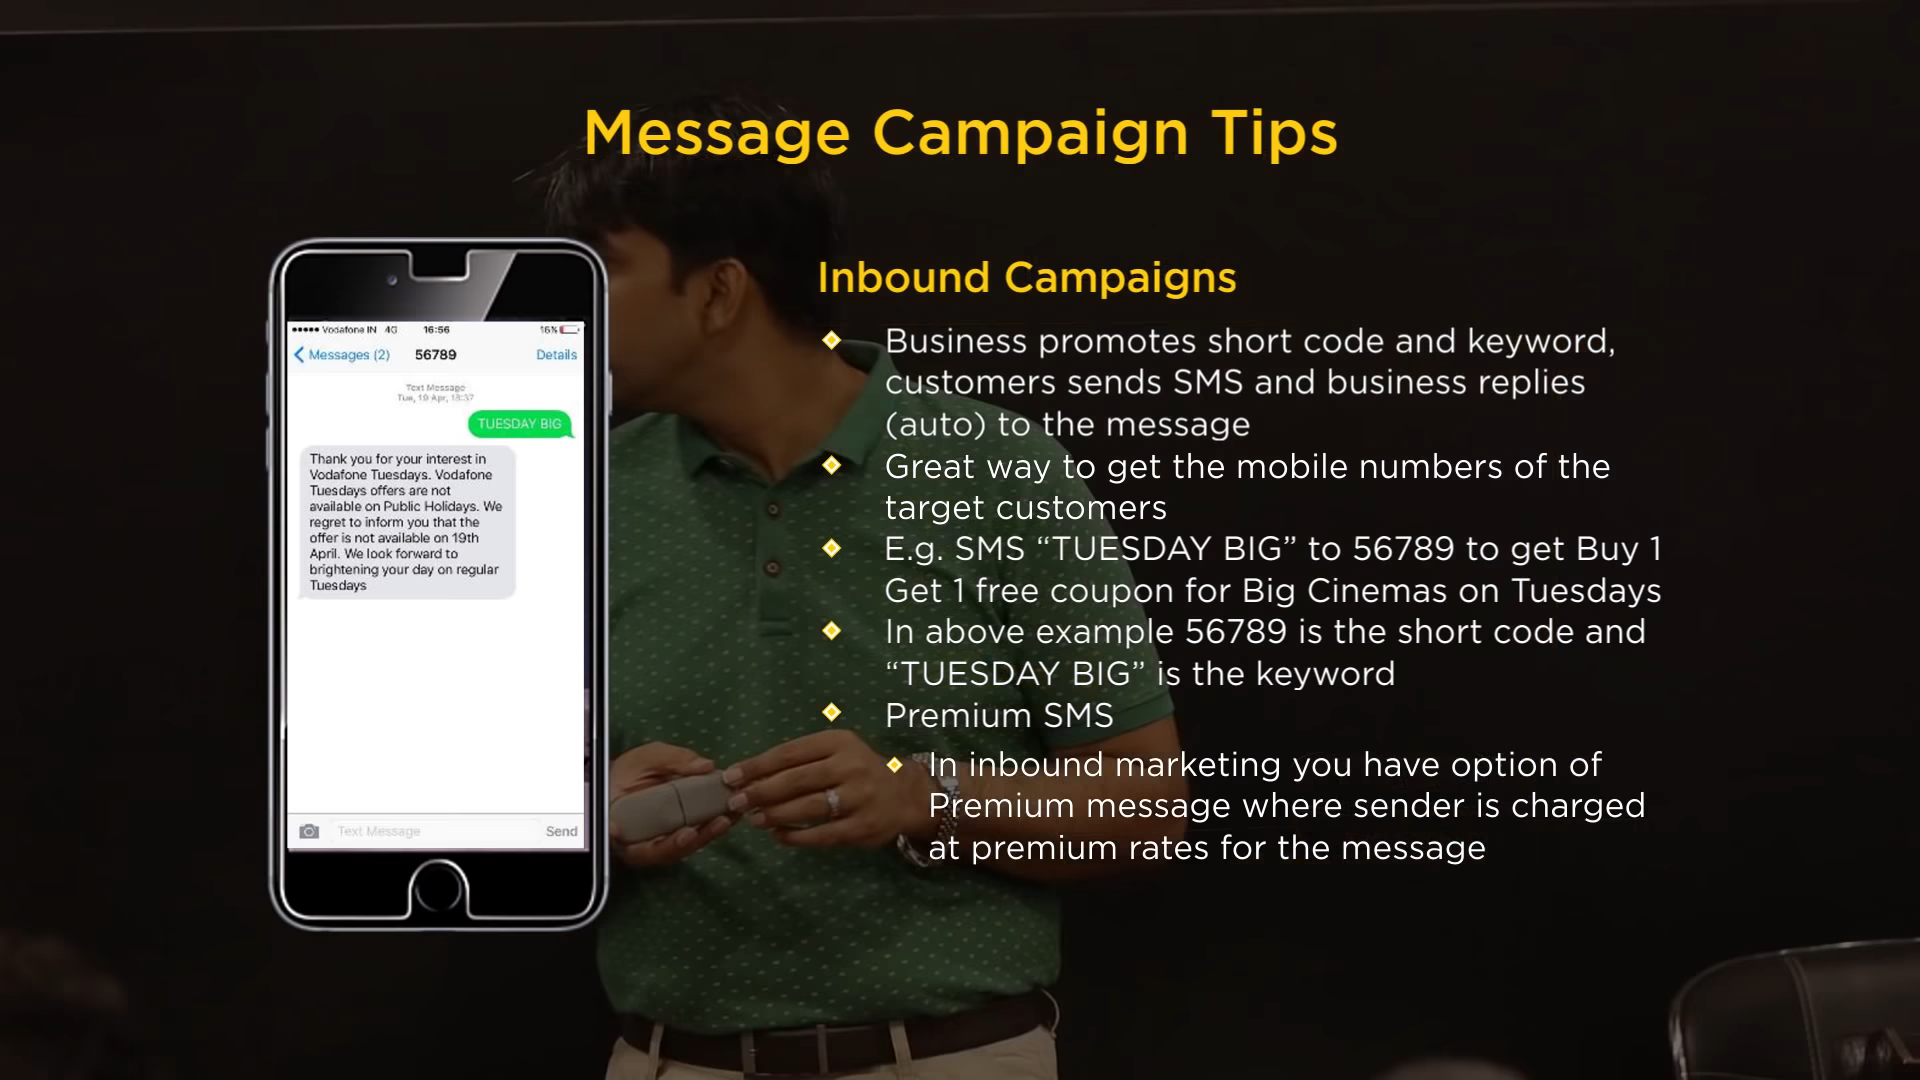 Message Campaign Tips
Vodafone IN 4G 16:56 16%
Messages (2) 56789 Details
Text Message
Tue, 19 Apr, 13:37
TUESDAY BIG
Thank you for your interest in
Vodafone Tuesdays. Vodafone
Tuesdays offers are not
available on Public Holidays. We
regret to inform you that the
offer is not available on 19th
April. We look forward to
brightening your day on regular
Tuesdays
Text Message Send
Inbound Campaigns
Business promotes short code and keyword,
customers sends SMS and business replies
(auto) to the message
Great way to get the mobile numbers of the
target customers
E.g. SMS “TUESDAY BIG” to 56789 to get Buy 1
Get 1 free coupon for Big Cinemas on Tuesdays
In above example 56789 is the short code and
“TUESDAY BIG” is the keyword
Premium SMS
In inbound marketing you have option of
Premium message where sender is charged
at premium rates for the message